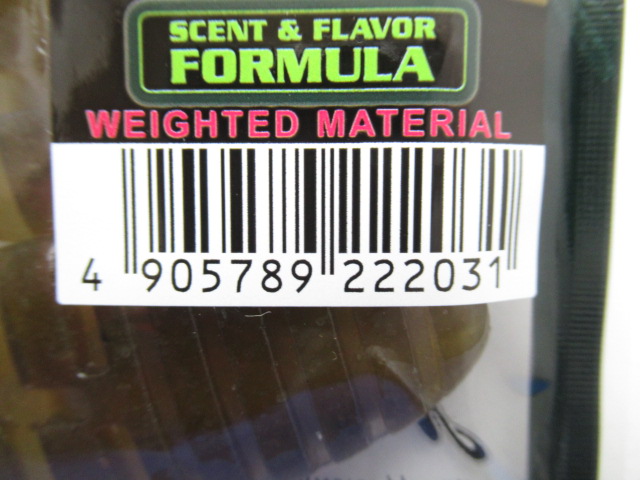 SCENT & FLAVOR
FORMULA
WEIGHTED MATERIAL
4 905789 222031